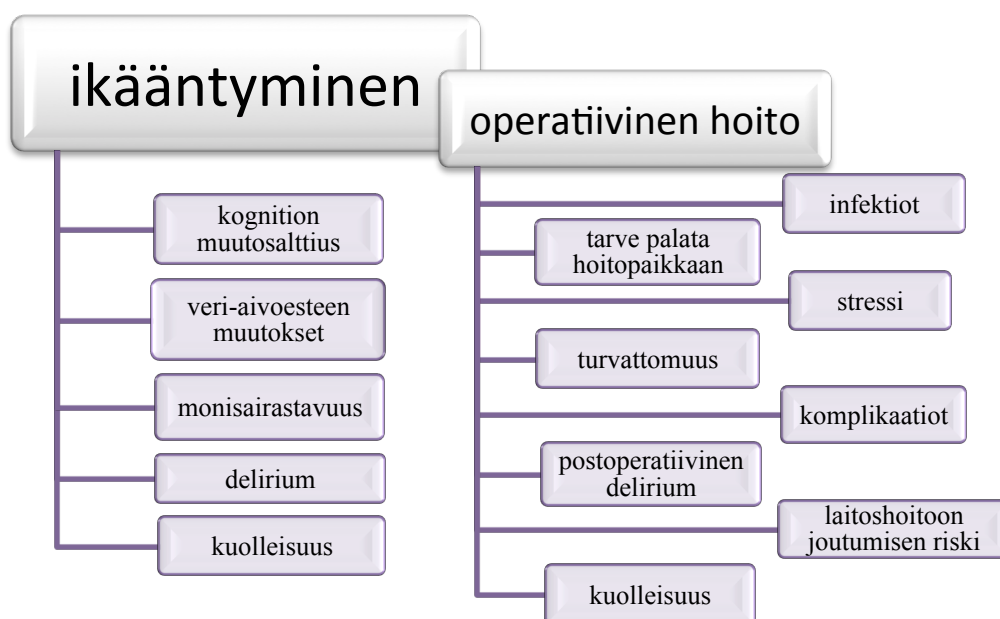 ikääntyminen
kognition
muutosalttius
veri-aivoesteen
muutokset
monisairastavuus
delirium
kuolleisuus
operatiivinen hoito
infektiot
tarve palata
hoitopaikkaan
stressi
turvattomuus
komplikaatiot
postoperatiivinen
delirium
laitoshoitoon
joutumisen riski
kuolleisuus